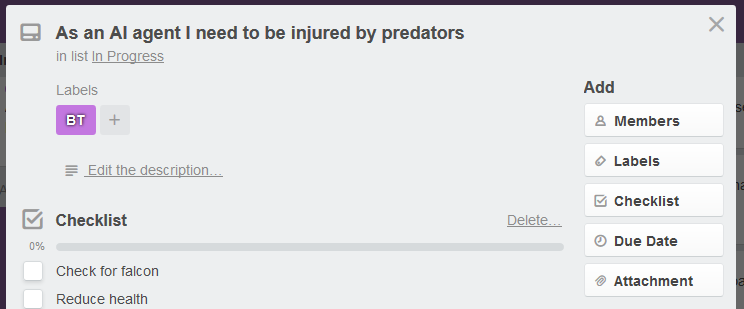 As an AI agent I need to be injured by predators
in list In Progress
Labels
BT +
Edit the description...
Checklist
Delete...
0%
Check for falcon
Reduce health
Add
Members
Labels
Checklist
Due Date
Attachment